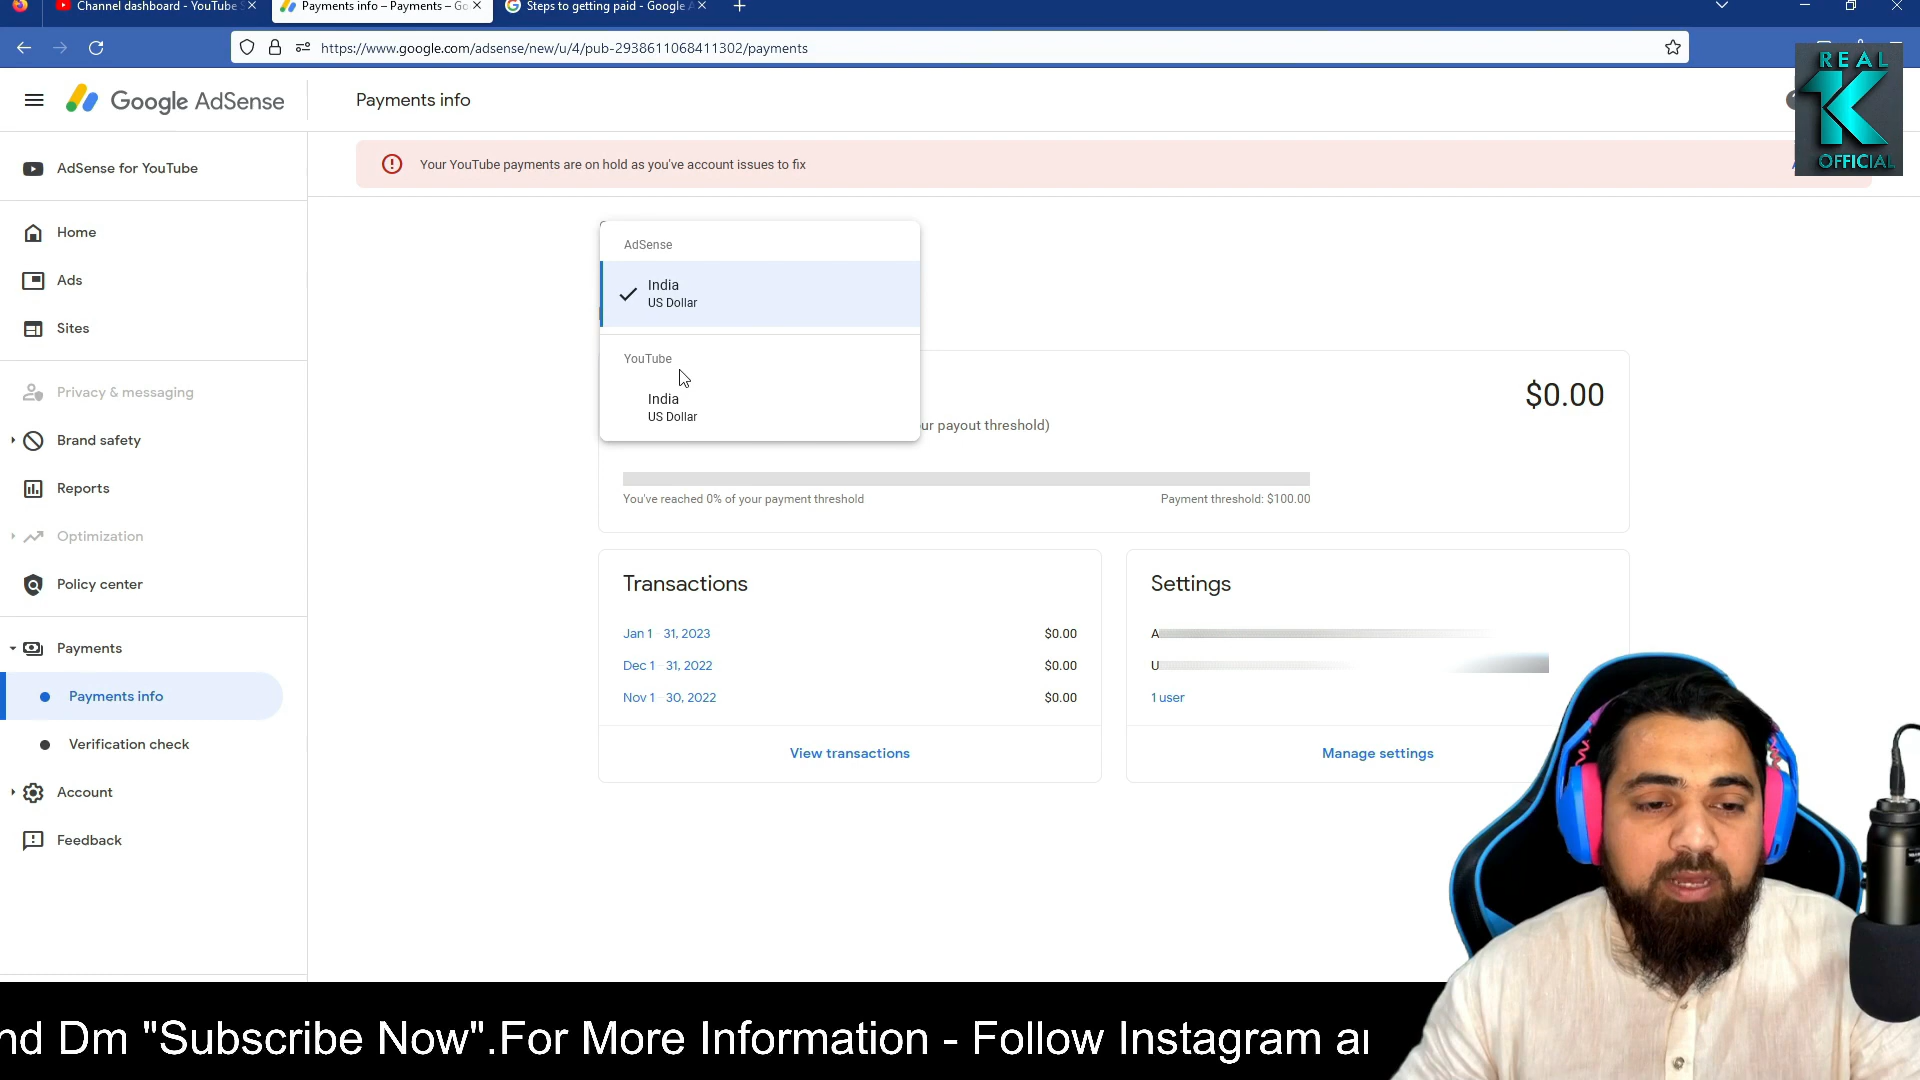 Channel dashboard - YouTube S
Payments info – Payments – Go
Steps to getting paid - Google A
https://www.google.com/adsense/new/u/4/pub-2938611068411302/payments
REAL
1K
OFFICIAL
Google AdSense
Payments info
Your YouTube payments are on hold as you've account issues to fix
AdSense for YouTube
Home
Ads
Sites
Privacy & messaging
Brand safety
Reports
Optimization
Policy center
Payments
Payments info
Verification check
Account
Feedback
AdSense
India
US Dollar
YouTube
India
US Dollar
$0.00
ur payout threshold)
You've reached 0% of your payment threshold
Payment threshold: $100.00
Transactions
Jan 1 31, 2023 $0.00
Dec 1 31, 2022 $0.00
Nov 1 30, 2022 $0.00
View transactions
Settings
A
U
1 user
Manage settings
nd Dm "Subscribe Now".For More Information - Follow Instagram a